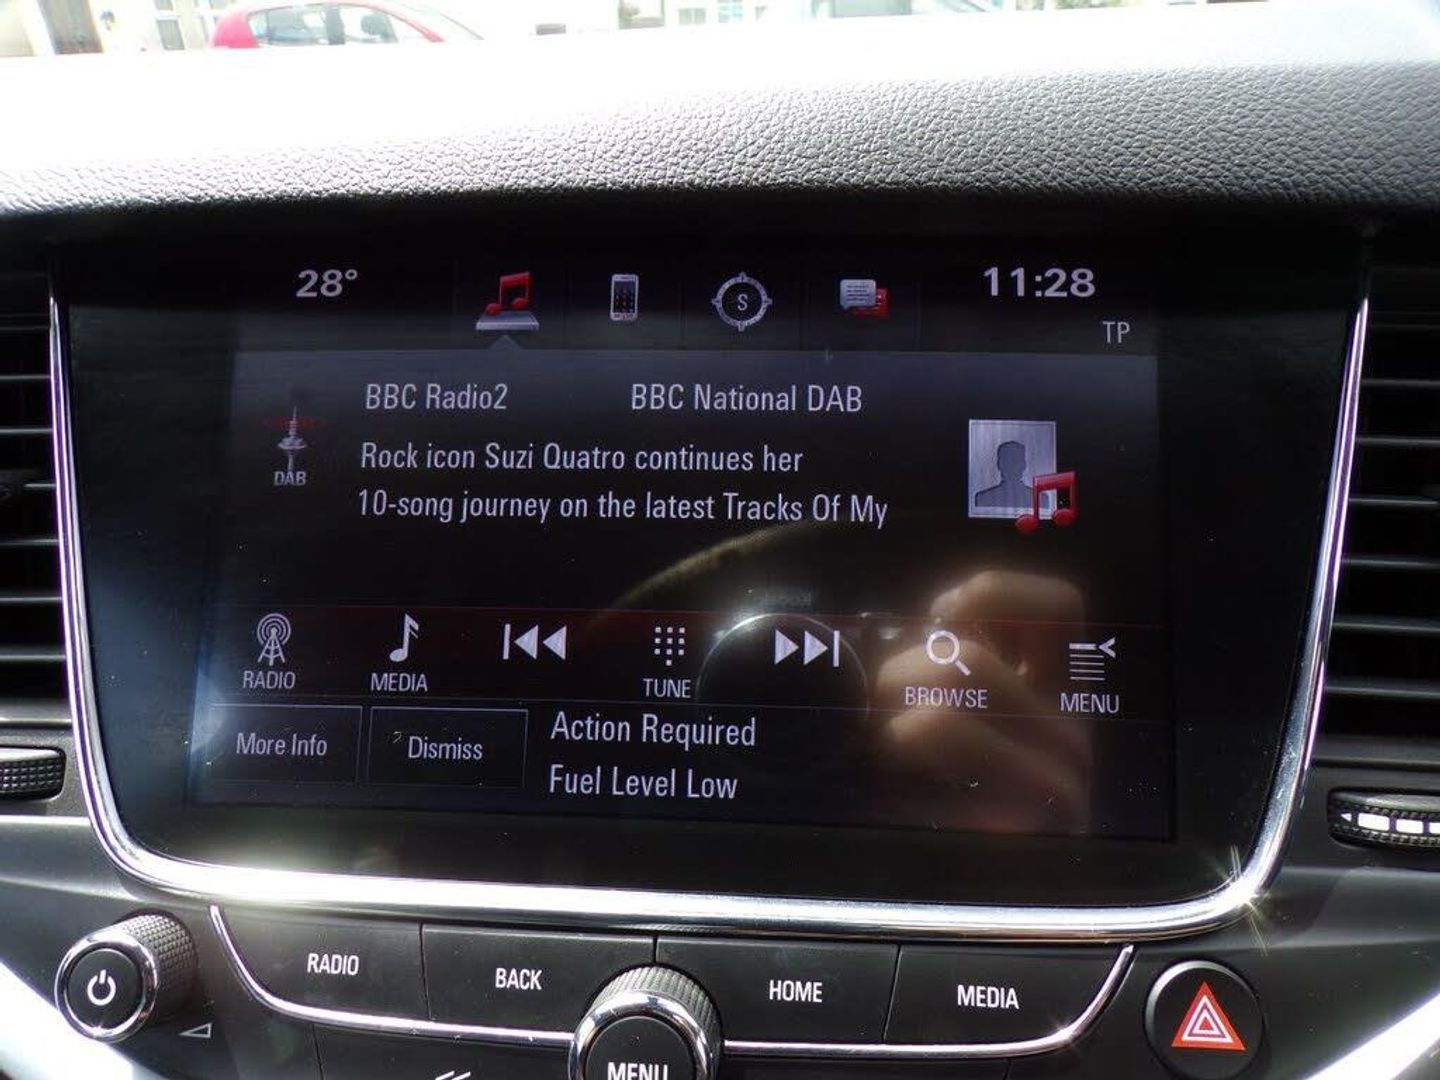 28°
11:28
S
TP
BBC Radio2 BBC National DAB
DAB
Rock icon Suzi Quatro continues her
10-song journey on the latest Tracks Of My
RADIO MEDIA TUNE BROWSE MENU
More Info Dismiss Action Required
Fuel Level Low
RADIO BACK HOME MEDIA
MENU